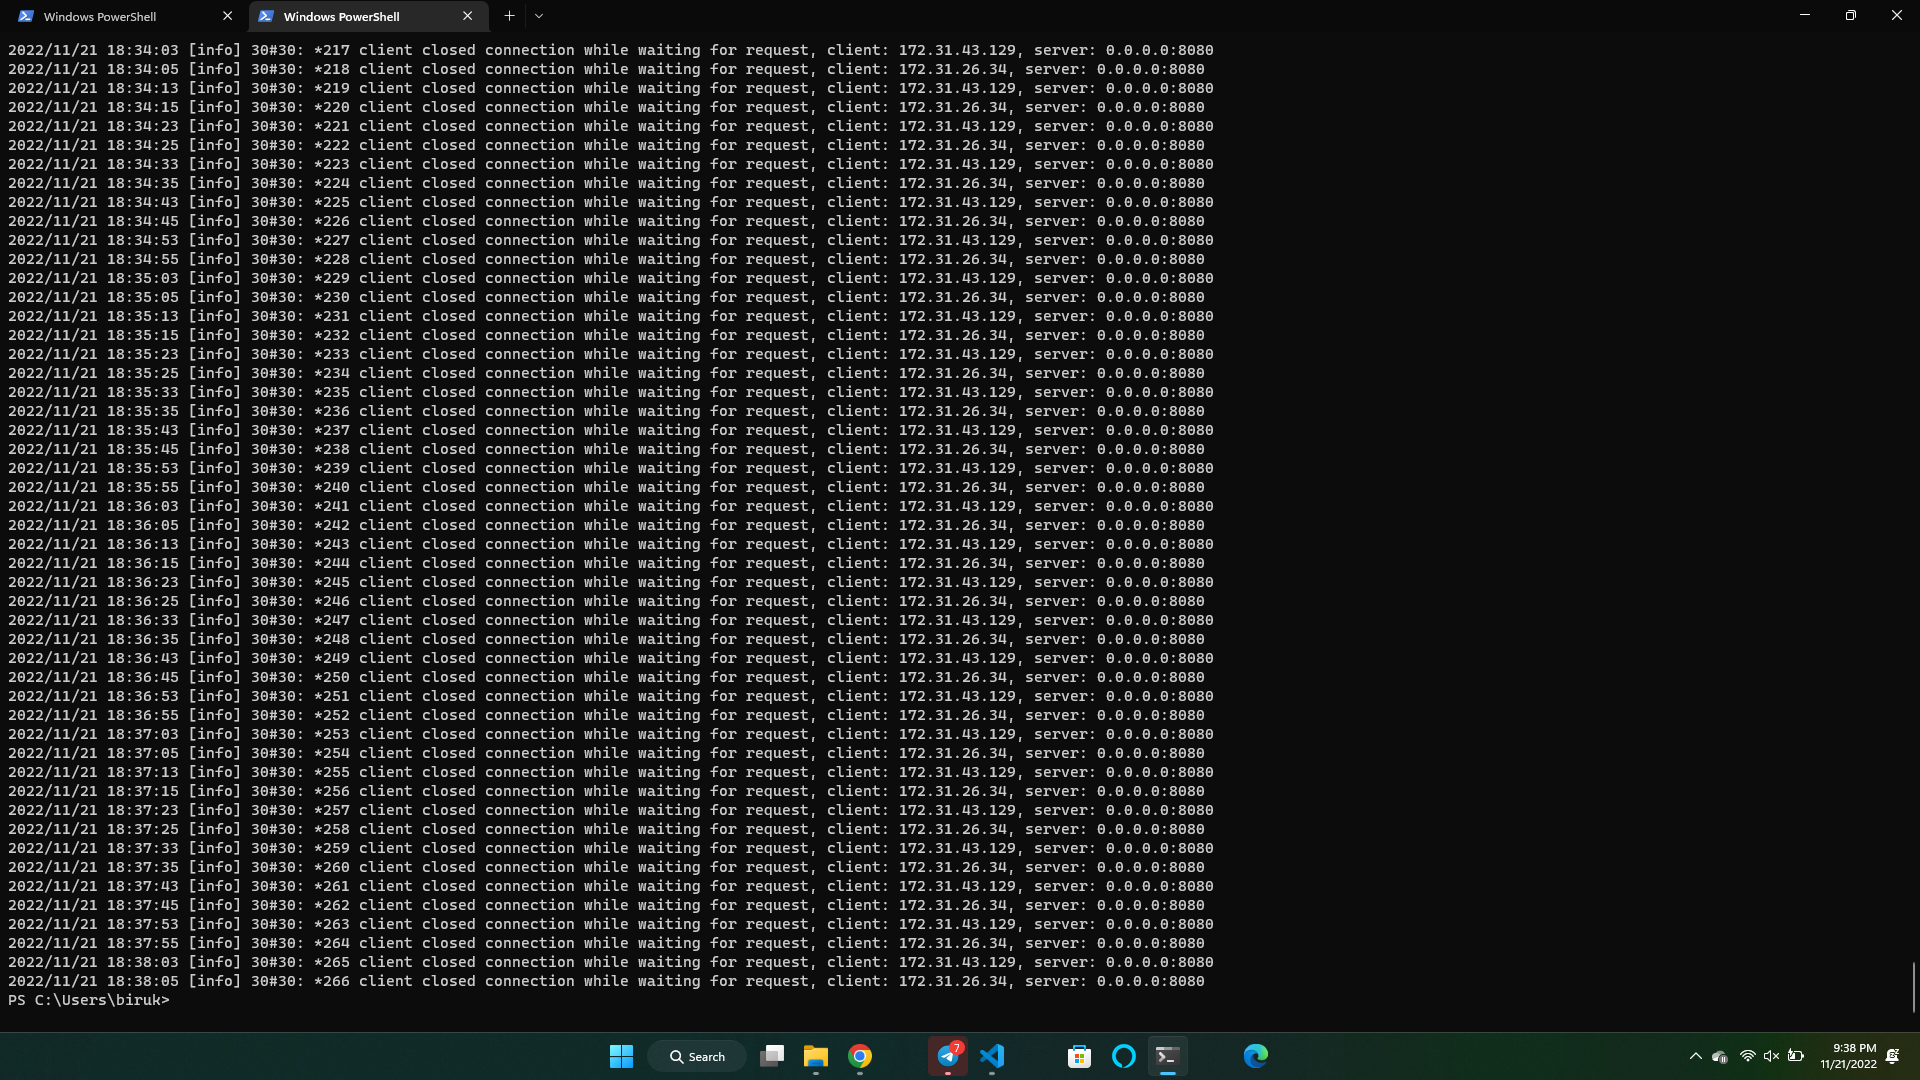 Windows PowerShell
Windows PowerShell
2022/11/21 18:34:03 [info] 30#30: *217 client closed connection while waiting for request, client: 172.31.43.129, server: 0.0.0.0:8080
2022/11/21 18:34:05 [info] 30#30: *218 client closed connection while waiting for request, client: 172.31.26.34, server: 0.0.0.0:8080
2022/11/21 18:34:13 [info] 30#30: *219 client closed connection while waiting for request, client: 172.31.43.129, server: 0.0.0.0:8080
2022/11/21 18:34:15 [info] 30#30: *220 client closed connection while waiting for request, client: 172.31.26.34, server: 0.0.0.0:8080
2022/11/21 18:34:23 [info] 30#30: *221 client closed connection while waiting for request, client: 172.31.43.129, server: 0.0.0.0:8080
2022/11/21 18:34:25 [info] 30#30: *222 client closed connection while waiting for request, client: 172.31.26.34, server: 0.0.0.0:8080
2022/11/21 18:34:33 [info] 30#30: *223 client closed connection while waiting for request, client: 172.31.43.129, server: 0.0.0.0:8080
2022/11/21 18:34:35 [info] 30#30: *224 client closed connection while waiting for request, client: 172.31.26.34, server: 0.0.0.0:8080
2022/11/21 18:34:43 [info] 30#30: *225 client closed connection while waiting for request, client: 172.31.43.129, server: 0.0.0.0:8080
2022/11/21 18:34:45 [info] 30#30: *226 client closed connection while waiting for request, client: 172.31.26.34, server: 0.0.0.0:8080
2022/11/21 18:34:53 [info] 30#30: *227 client closed connection while waiting for request, client: 172.31.43.129, server: 0.0.0.0:8080
2022/11/21 18:34:55 [info] 30#30: *228 client closed connection while waiting for request, client: 172.31.26.34, server: 0.0.0.0:8080
2022/11/21 18:35:03 [info] 30#30: *229 client closed connection while waiting for request, client: 172.31.43.129, server: 0.0.0.0:8080
2022/11/21 18:35:05 [info] 30#30: *230 client closed connection while waiting for request, client: 172.31.26.34, server: 0.0.0.0:8080
2022/11/21 18:35:13 [info] 30#30: *231 client closed connection while waiting for request, client: 172.31.43.129, server: 0.0.0.0:8080
2022/11/21 18:35:15 [info] 30#30: *232 client closed connection while waiting for request, client: 172.31.26.34, server: 0.0.0.0:8080
2022/11/21 18:35:23 [info] 30#30: *233 client closed connection while waiting for request, client: 172.31.43.129, server: 0.0.0.0:8080
2022/11/21 18:35:25 [info] 30#30: *234 client closed connection while waiting for request, client: 172.31.26.34, server: 0.0.0.0:8080
2022/11/21 18:35:33 [info] 30#30: *235 client closed connection while waiting for request, client: 172.31.43.129, server: 0.0.0.0:8080
2022/11/21 18:35:35 [info] 30#30: *236 client closed connection while waiting for request, client: 172.31.26.34, server: 0.0.0.0:8080
2022/11/21 18:35:43 [info] 30#30: *237 client closed connection while waiting for request, client: 172.31.43.129, server: 0.0.0.0:8080
2022/11/21 18:35:45 [info] 30#30: *238 client closed connection while waiting for request, client: 172.31.26.34, server: 0.0.0.0:8080
2022/11/21 18:35:53 [info] 30#30: *239 client closed connection while waiting for request, client: 172.31.43.129, server: 0.0.0.0:8080
2022/11/21 18:35:55 [info] 30#30: *240 client closed connection while waiting for request, client: 172.31.26.34, server: 0.0.0.0:8080
2022/11/21 18:36:03 [info] 30#30: *241 client closed connection while waiting for request, client: 172.31.43.129, server: 0.0.0.0:8080
2022/11/21 18:36:05 [info] 30#30: *242 client closed connection while waiting for request, client: 172.31.26.34, server: 0.0.0.0:8080
2022/11/21 18:36:13 [info] 30#30: *243 client closed connection while waiting for request, client: 172.31.43.129, server: 0.0.0.0:8080
2022/11/21 18:36:15 [info] 30#30: *244 client closed connection while waiting for request, client: 172.31.26.34, server: 0.0.0.0:8080
2022/11/21 18:36:23 [info] 30#30: *245 client closed connection while waiting for request, client: 172.31.43.129, server: 0.0.0.0:8080
2022/11/21 18:36:25 [info] 30#30: *246 client closed connection while waiting for request, client: 172.31.26.34, server: 0.0.0.0:8080
2022/11/21 18:36:33 [info] 30#30: *247 client closed connection while waiting for request, client: 172.31.43.129, server: 0.0.0.0:8080
2022/11/21 18:36:35 [info] 30#30: *248 client closed connection while waiting for request, client: 172.31.26.34, server: 0.0.0.0:8080
2022/11/21 18:36:43 [info] 30#30: *249 client closed connection while waiting for request, client: 172.31.43.129, server: 0.0.0.0:8080
2022/11/21 18:36:45 [info] 30#30: *250 client closed connection while waiting for request, client: 172.31.26.34, server: 0.0.0.0:8080
2022/11/21 18:36:53 [info] 30#30: *251 client closed connection while waiting for request, client: 172.31.43.129, server: 0.0.0.0:8080
2022/11/21 18:36:55 [info] 30#30: *252 client closed connection while waiting for request, client: 172.31.26.34, server: 0.0.0.0:8080
2022/11/21 18:37:03 [info] 30#30: *253 client closed connection while waiting for request, client: 172.31.43.129, server: 0.0.0.0:8080
2022/11/21 18:37:05 [info] 30#30: *254 client closed connection while waiting for request, client: 172.31.26.34, server: 0.0.0.0:8080
2022/11/21 18:37:13 [info] 30#30: *255 client closed connection while waiting for request, client: 172.31.43.129, server: 0.0.0.0:8080
2022/11/21 18:37:15 [info] 30#30: *256 client closed connection while waiting for request, client: 172.31.26.34, server: 0.0.0.0:8080
2022/11/21 18:37:23 [info] 30#30: *257 client closed connection while waiting for request, client: 172.31.43.129, server: 0.0.0.0:8080
2022/11/21 18:37:25 [info] 30#30: *258 client closed connection while waiting for request, client: 172.31.26.34, server: 0.0.0.0:8080
2022/11/21 18:37:33 [info] 30#30: *259 client closed connection while waiting for request, client: 172.31.43.129, server: 0.0.0.0:8080
2022/11/21 18:37:35 [info] 30#30: *260 client closed connection while waiting for request, client: 172.31.26.34, server: 0.0.0.0:8080
2022/11/21 18:37:43 [info] 30#30: *261 client closed connection while waiting for request, client: 172.31.43.129, server: 0.0.0.0:8080
2022/11/21 18:37:45 [info] 30#30: *262 client closed connection while waiting for request, client: 172.31.26.34, server: 0.0.0.0:8080
2022/11/21 18:37:53 [info] 30#30: *263 client closed connection while waiting for request, client: 172.31.43.129, server: 0.0.0.0:8080
2022/11/21 18:37:55 [info] 30#30: *264 client closed connection while waiting for request, client: 172.31.26.34, server: 0.0.0.0:8080
2022/11/21 18:38:03 [info] 30#30: *265 client closed connection while waiting for request, client: 172.31.43.129, server: 0.0.0.0:8080
2022/11/21 18:38:05 [info] 30#30: *266 client closed connection while waiting for request, client: 172.31.26.34, server: 0.0.0.0:8080
PS C:\Users\biruk>
Search
7
9:38 PM
11/21/2022